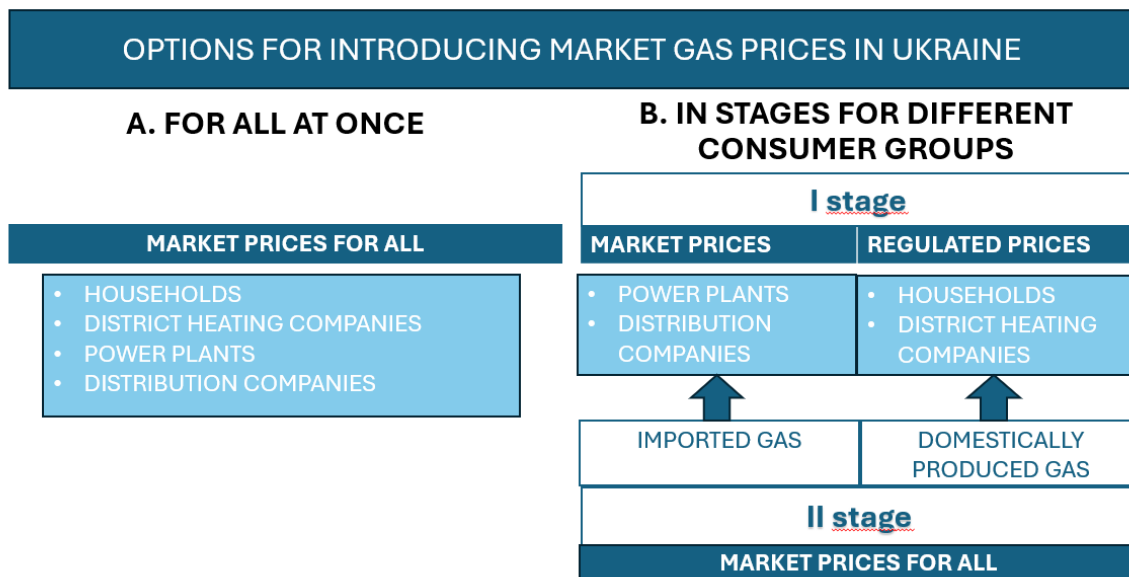 OPTIONS FOR INTRODUCING MARKET GAS PRICES IN UKRAINE
A. FOR ALL AT ONCE
MARKET PRICES FOR ALL
• HOUSEHOLDS
• DISTRICT HEATING COMPANIES
• POWER PLANTS
• DISTRIBUTION COMPANIES
B. IN STAGES FOR DIFFERENT
CONSUMER GROUPS
I stage
MARKET PRICES
REGULATED PRICES
• POWER PLANTS
• DISTRIBUTION
COMPANIES
• HOUSEHOLDS
• DISTRICT HEATING
COMPANIES
IMPORTED GAS
DOMESTICALLY
PRODUCED GAS
II stage
MARKET PRICES FOR ALL